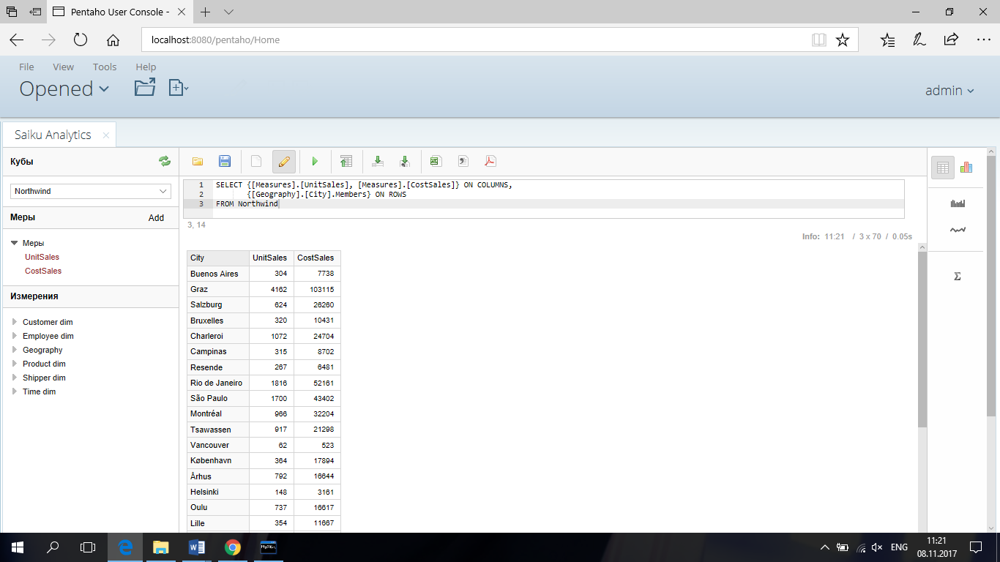 Pentaho User Console -
localhost:8080/pentaho/Home
File View Tools Help
Opened
admin
Saiku Analytics
Кубы
Northwind
Меры Add
Меры
UnitSales
CostSales
Измерения
Customer dim
Employee dim
Geography
Product dim
Shipper dim
Time dim
1 SELECT {[Measures].[UnitSales], [Measures].[CostSales]} ON COLUMNS,
2 {[Geography].[City].Members} ON ROWS
3 FROM Northwind
3, 14
Info: 11:21 / 3 x 70 / 0.05s
City UnitSales CostSales
Buenos Aires 304 7738
Graz 4162 103115
Salzburg 624 26260
Bruxelles 320 10431
Charleroi 1072 24704
Campinas 315 8702
Resende 267 6481
Rio de Janeiro 1816 52161
São Paulo 1700 43402
Montréal 966 32204
Tsawassen 917 21298
Vancouver 62 523
København 364 17894
Århus 792 16644
Helsinki 148 3161
Oulu 737 16617
Lille 354 11667
Σ
MySQL
ENG
11:21
08.11.2017